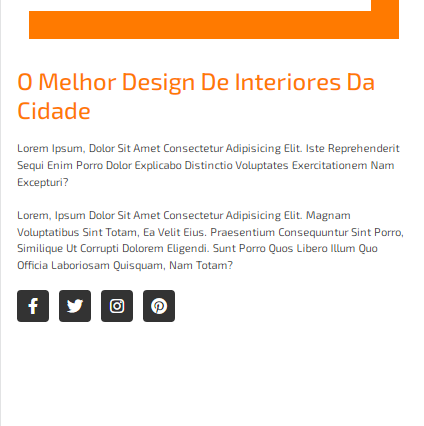 O Melhor Design De Interiores Da
Cidade
Lorem Ipsum, Dolor Sit Amet Consectetur Adipisicing Elit. Iste Reprehenderit
Sequi Enim Porro Dolor Explicabo Distinctio Voluptates Exercitationem Nam
Excepturi?
Lorem, Ipsum Dolor Sit Amet Consectetur Adipisicing Elit. Magnam
Voluptatibus Sint Totam, Ea Velit Eius. Praesentium Consequuntur Sint Porro,
Similique Ut Corrupti Dolorem Eligendi. Sunt Porro Quos Libero Illum Quo
Officia Laboriosam Quisquam, Nam Totam?